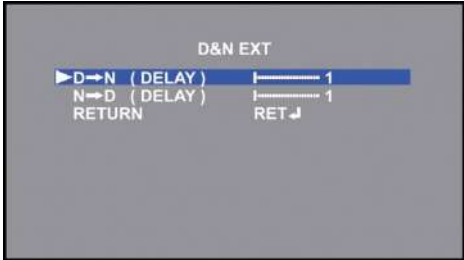 D&N EXT
▶D➡N (DELAY) 1
N➡D (DELAY) 1
RETURN RET↲